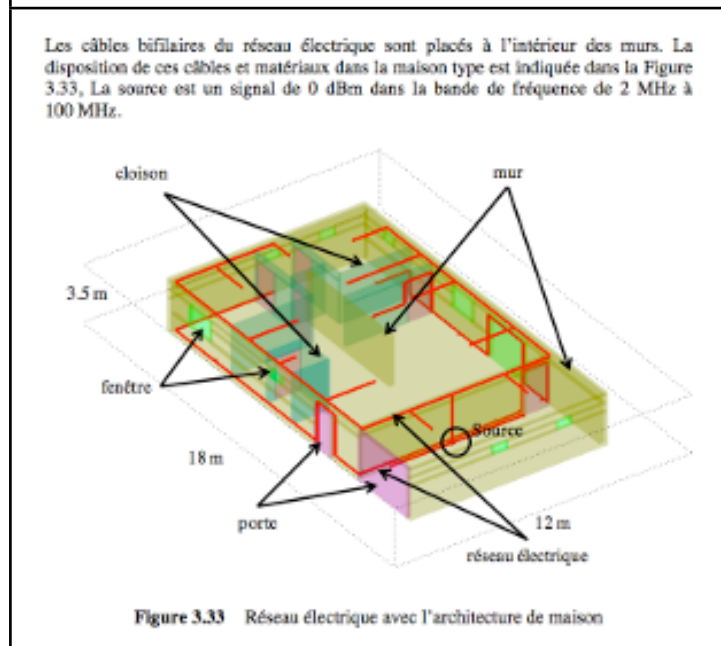 Les câbles bifilaires du réseau électrique sont placés à l'intérieur des murs. La
disposition de ces câbles et matériaux dans la maison type est indiquée dans la Figure
3.33, La source est un signal de 0 dBm dans la bande de fréquence de 2 MHz à
100 MHz.
cloison
mur
3.5 m
fenêtre
Source
18 m
porte
12 m
réseau électrique
Figure 3.33 Réseau électrique avec l'architecture de maison